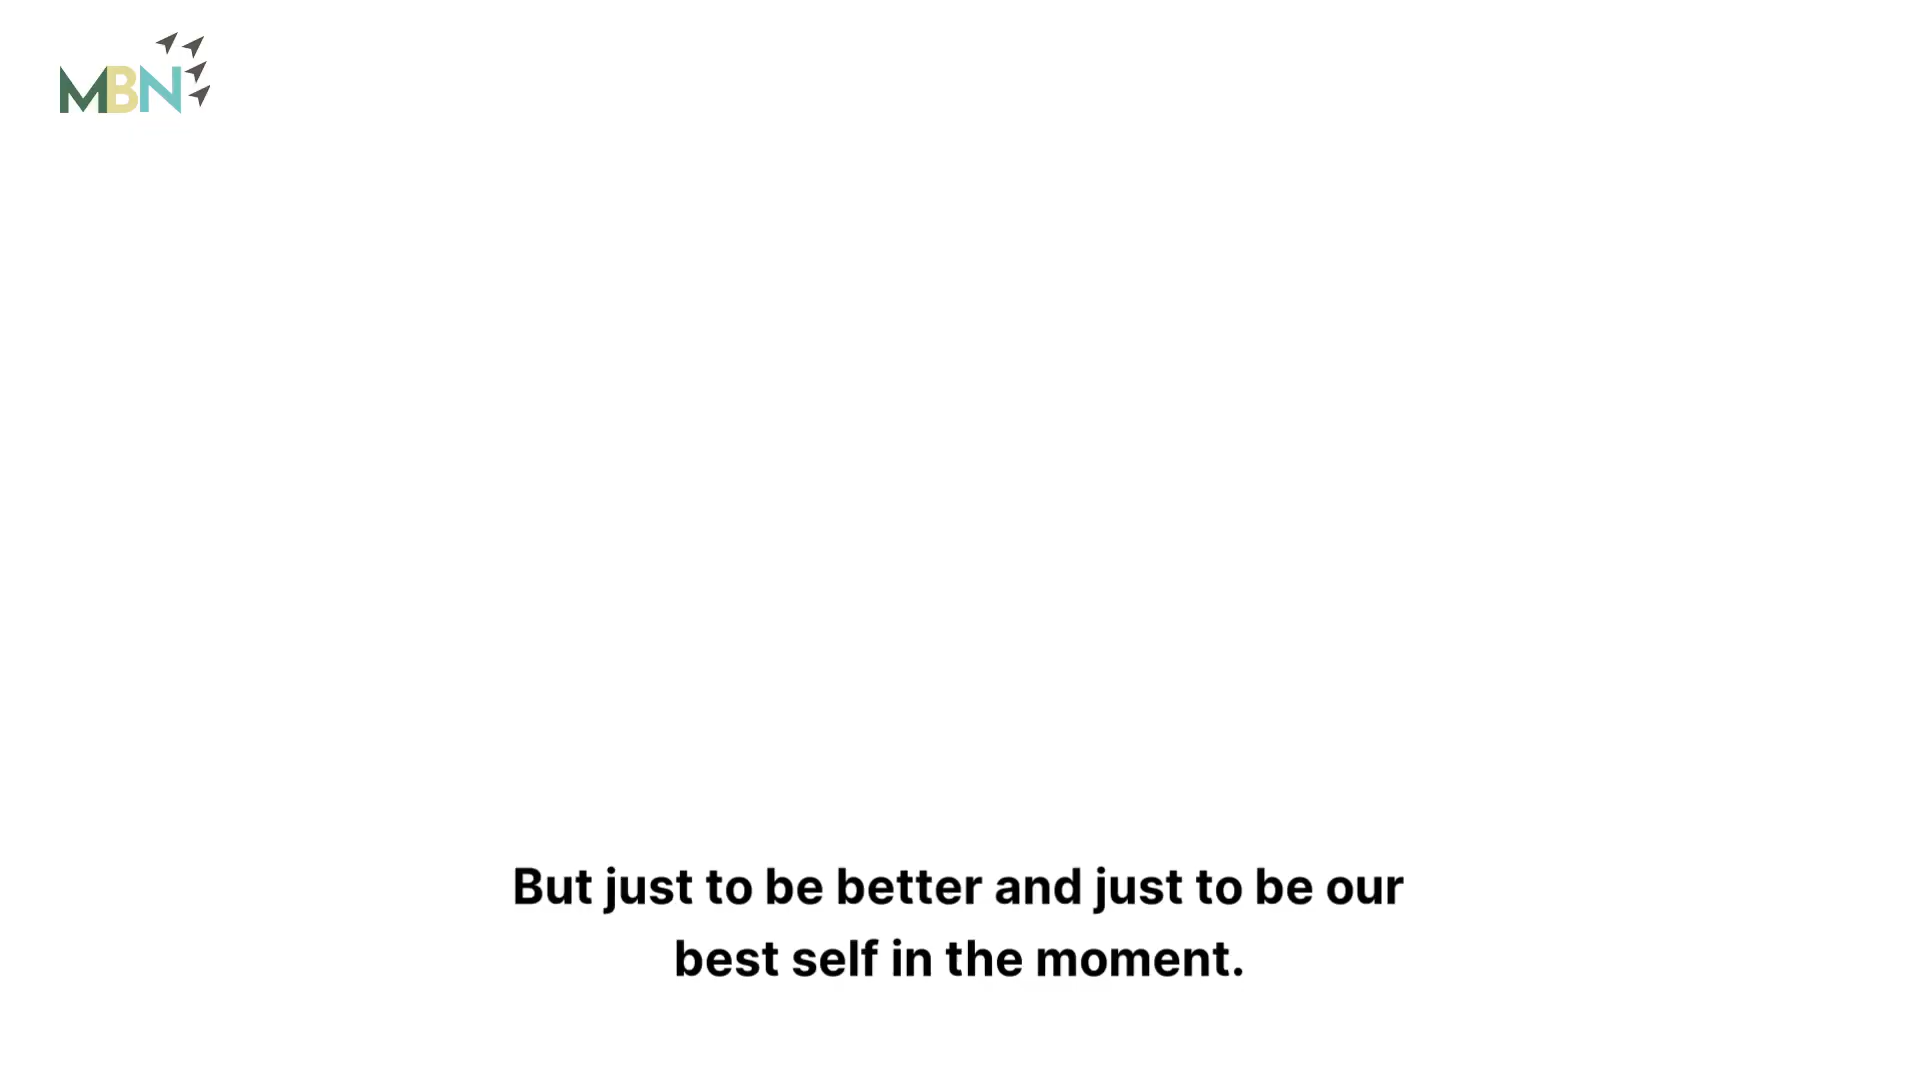 MBN
But just to be better and just to be our
best self in the moment.